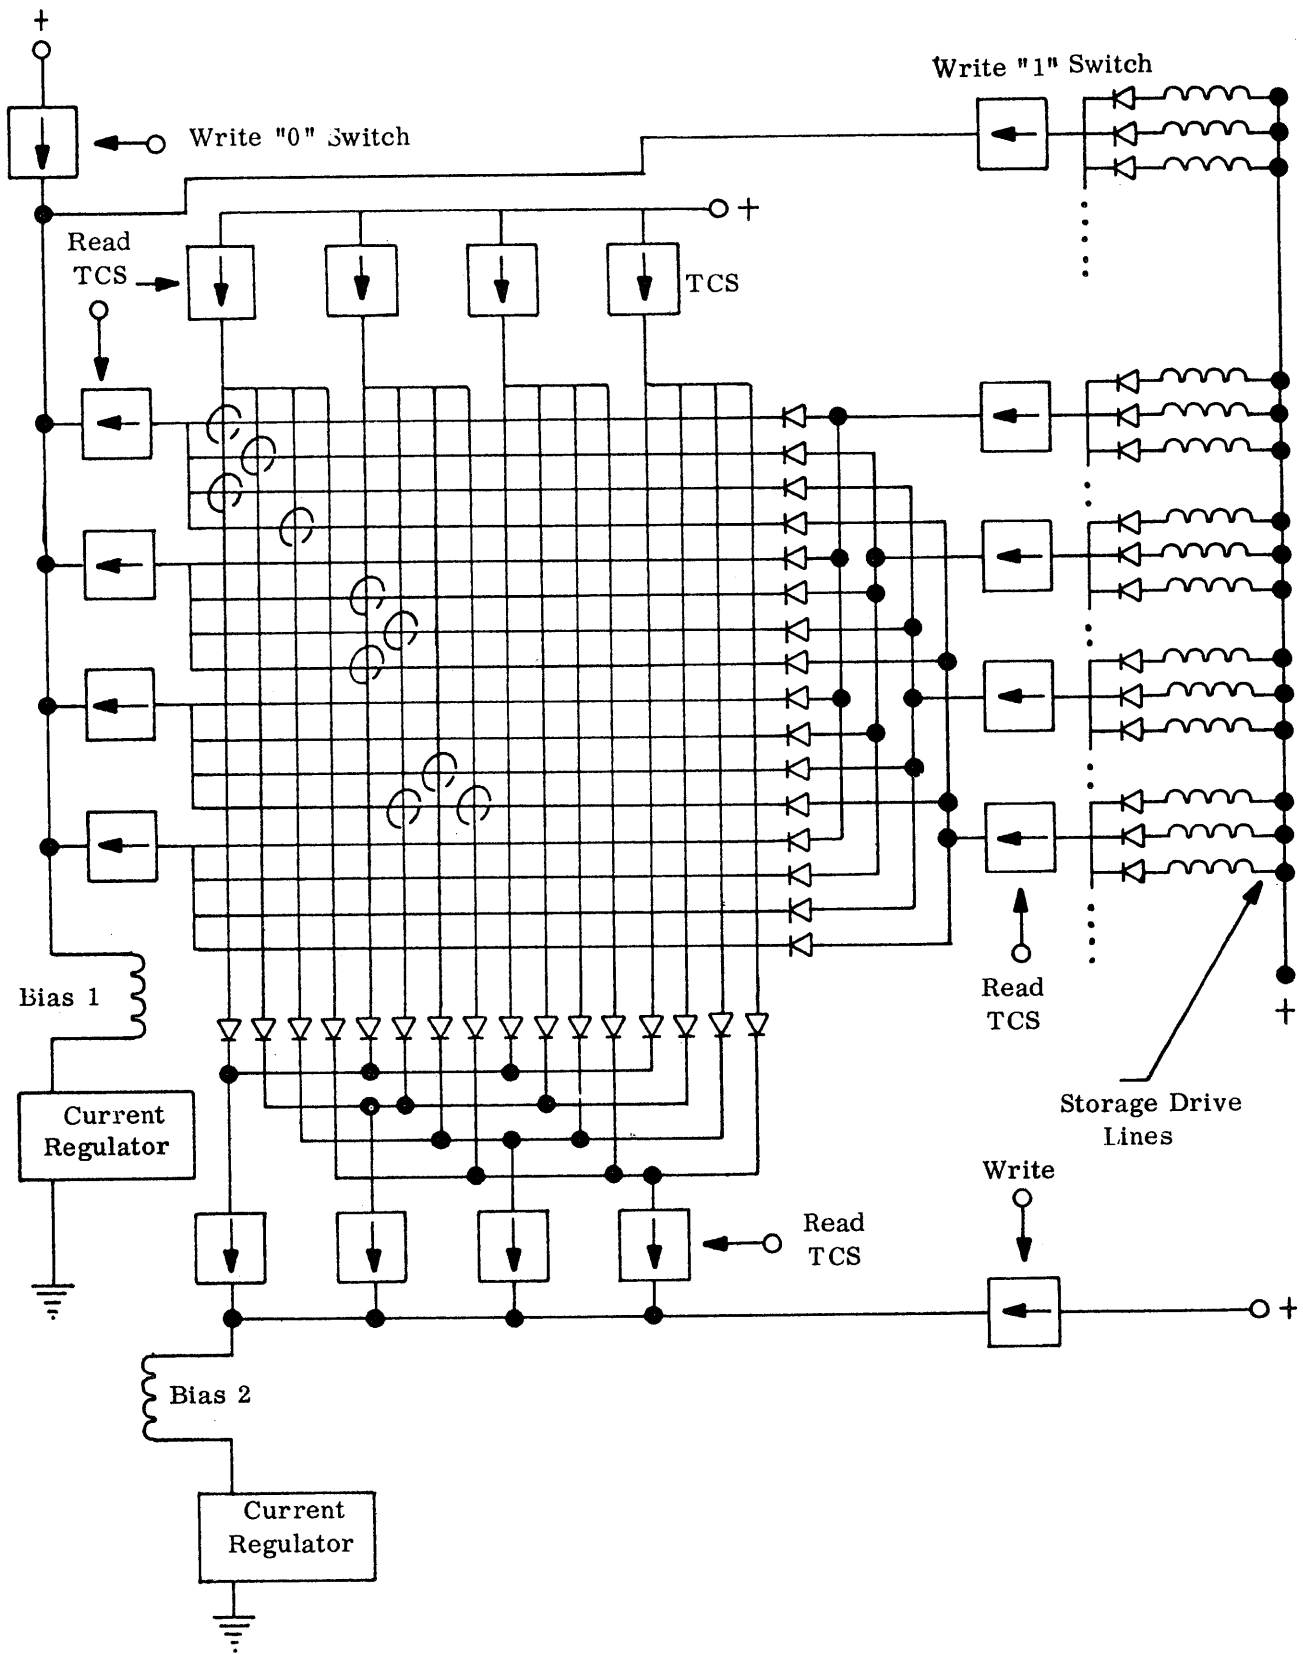 +
Write "1" Switch
Write "0" Switch
+
Read
TCS
TCS
Bias 1
Read
TCS
+
Current
Regulator
Storage Drive
Lines
Write
Read
TCS
+
Bias 2
Current
Regulator